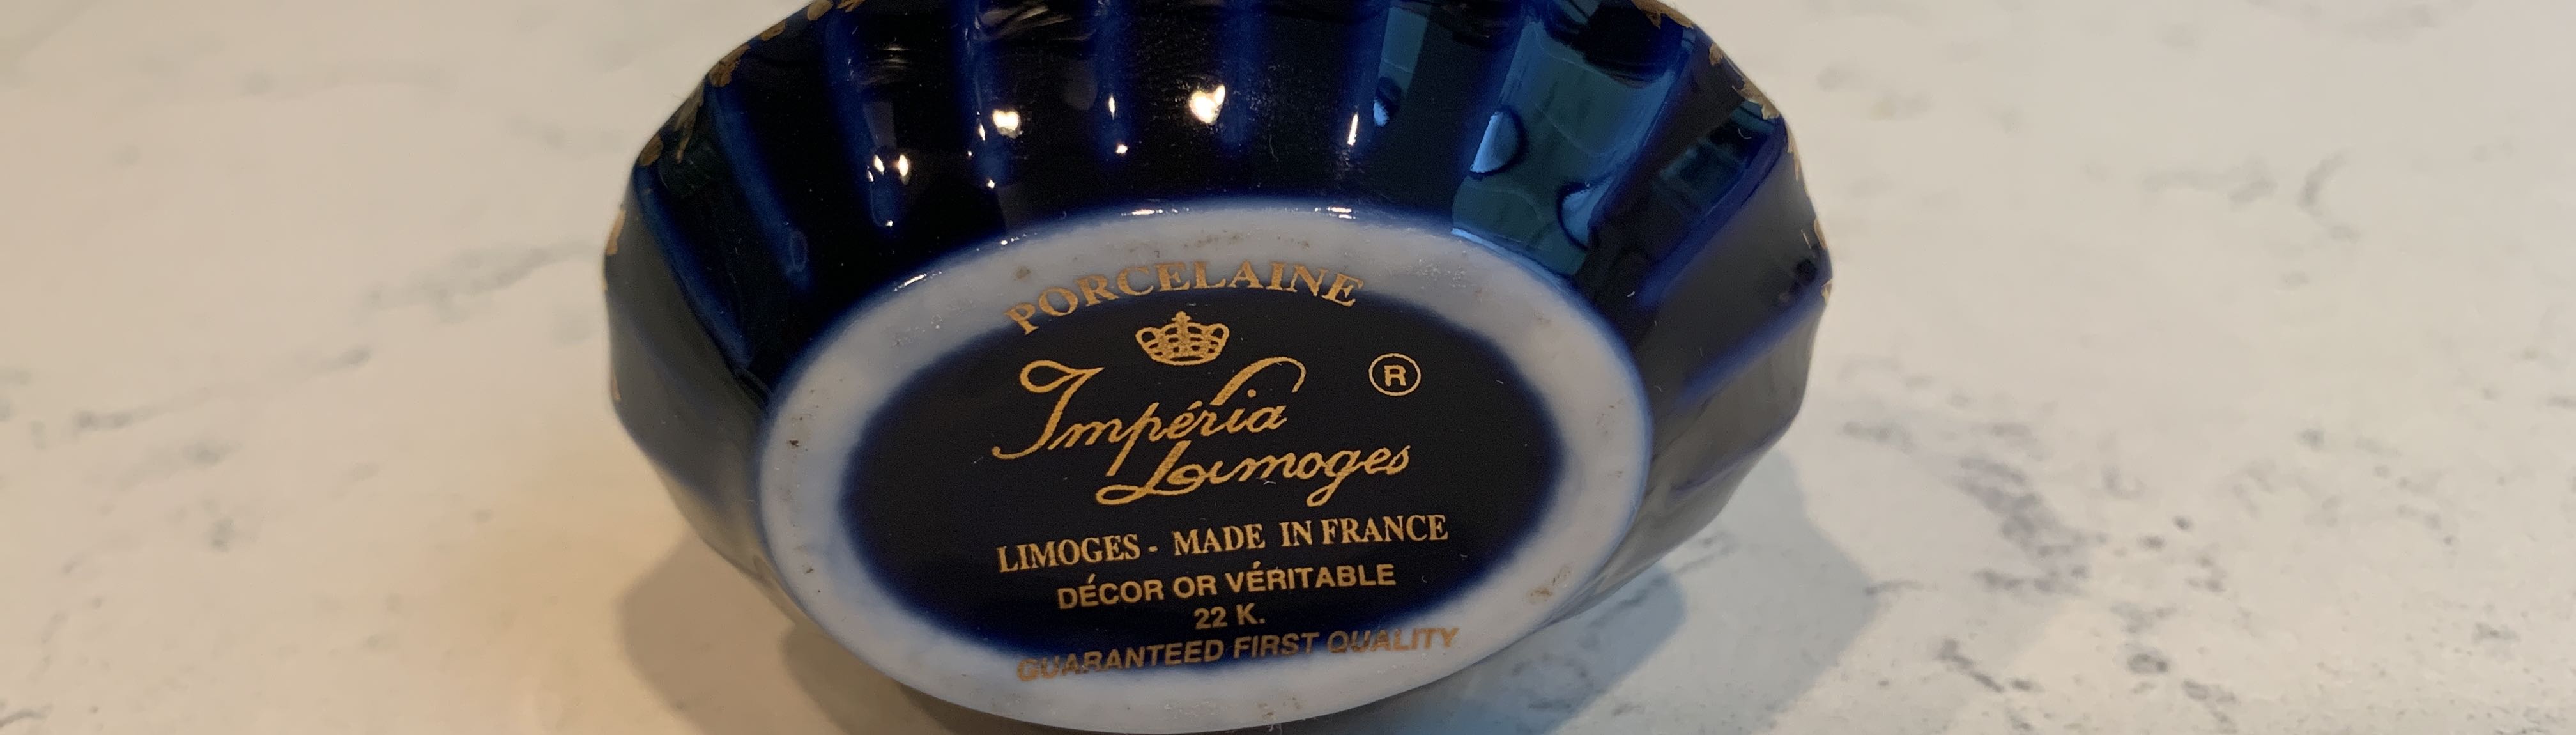 PORCELAINE
Impéria ®
Limoges
LIMOGES - MADE IN FRANCE
DÉCOR OR VÉRITABLE
22 K.
GUARANTEED FIRST QUALITY